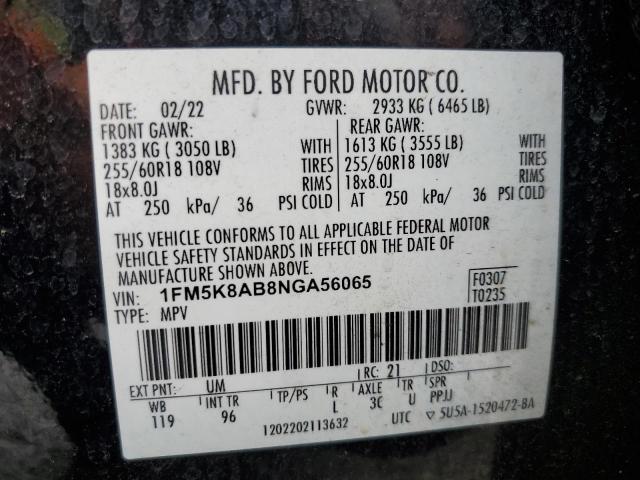 MFD. BY FORD MOTOR CO.
DATE: 02/22 GVWR: 2933 KG ( 6465 LB)
FRONT GAWR: REAR GAWR:
1383 KG ( 3050 LB) WITH 1613 KG ( 3555 LB) WITH
255/60R18 108V TIRES 255/60R18 108V TIRES
18x8.0J RIMS 18x8.0J RIMS
AT 250 kPa/ 36 PSI COLD AT 250 kPa/ 36 PSI COLD
THIS VEHICLE CONFORMS TO ALL APPLICABLE FEDERAL MOTOR
VEHICLE SAFETY STANDARDS IN EFFECT ON THE DATE OF
MANUFACTURE SHOWN ABOVE.
VIN: 1FM5K8AB8NGA56065 F0307
TYPE: MPV T0235
EXT PNT: UM RC: 21 DSO:
WB INT TR TP/PS R AXLE TR SPR
119 96 L 3C U PPJJ
1202202113632 UTC ▽ 5U5A-1520472-BA